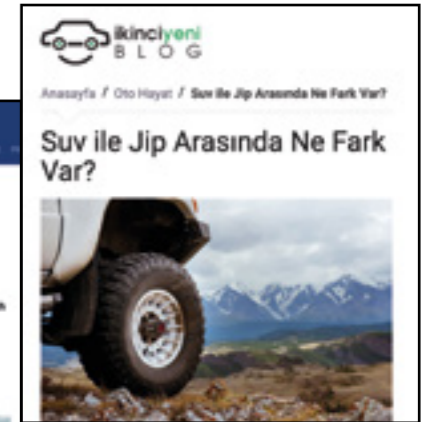 ikinciyeni
BLOG
Anasayfa / Oto Hayat / Suv ile Jip Arasında Ne Fark Var?
Suv ile Jip Arasında Ne Fark
Var?